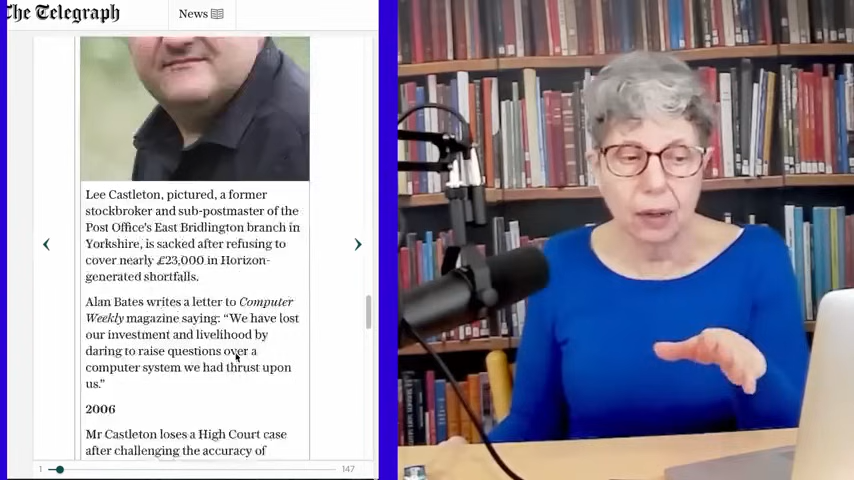 The Telegraph
News
Lee Castleton, pictured, a former
stockbroker and sub-postmaster of the
Post Office's East Bridlington branch in
Yorkshire, is sacked after refusing to
cover nearly £23,000 in Horizon-
generated shortfalls.
Alan Bates writes a letter to Computer
Weekly magazine saying: “We have lost
our investment and livelihood by
daring to raise questions over a
computer system we had thrust upon
us.”
2006
Mr Castleton loses a High Court case
after challenging the accuracy of
1
147